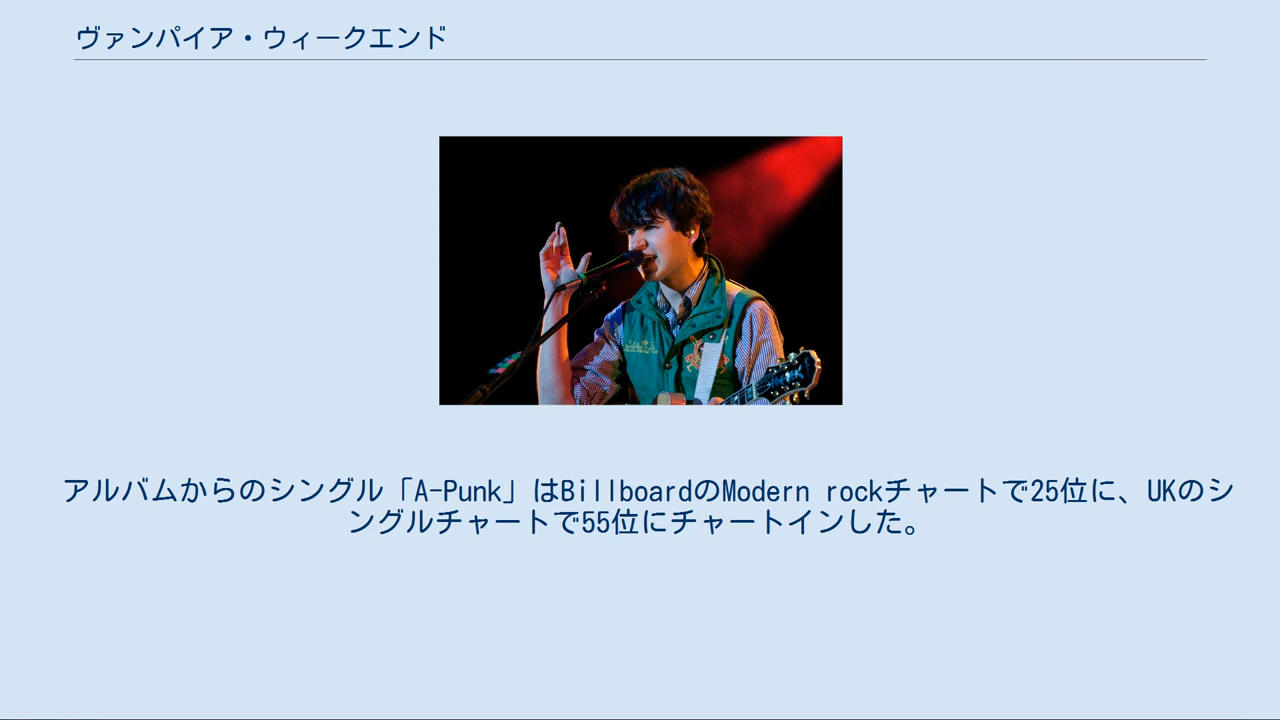 ヴァンパイア・ウィークエンド
アルバムからのシングル「A-Punk」はBillboardのModern rockチャートで25位に、UKのシ
ングルチャートで55位にチャートインした。